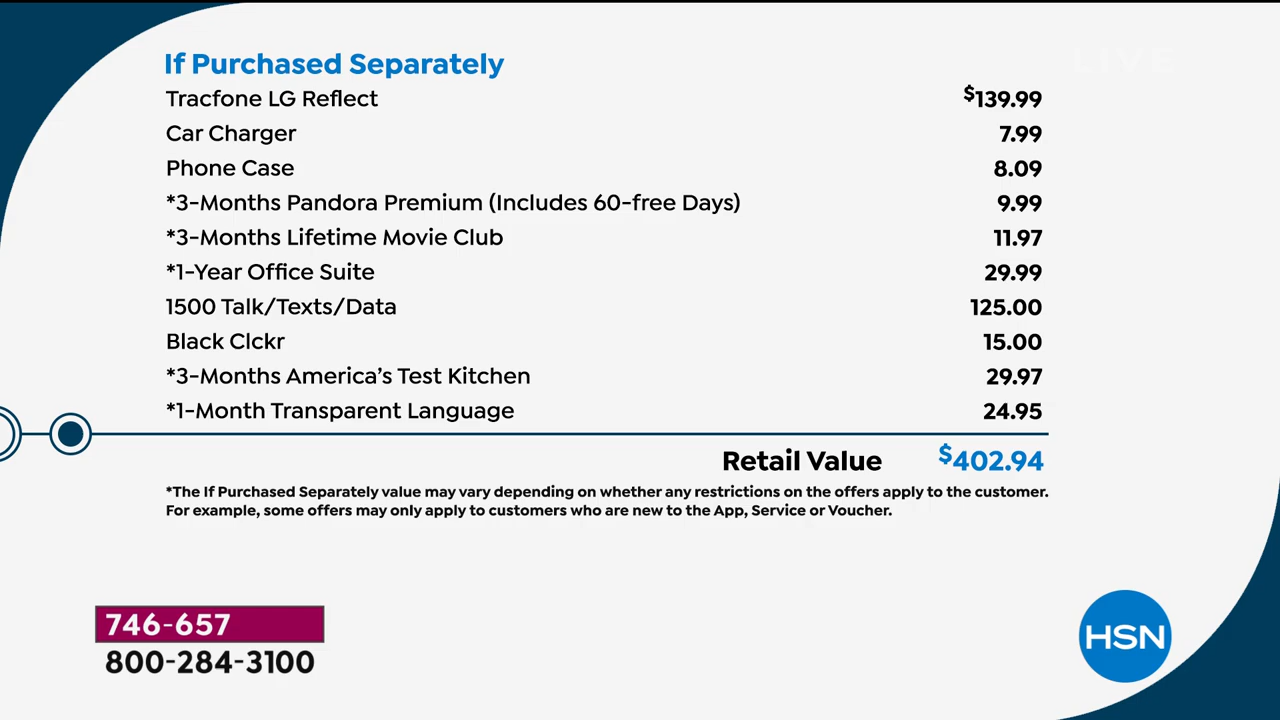 LIVE
If Purchased Separately
Tracfone LG Reflect $139.99
Car Charger 7.99
Phone Case 8.09
*3-Months Pandora Premium (Includes 60-free Days) 9.99
*3-Months Lifetime Movie Club 11.97
*1-Year Office Suite 29.99
1500 Talk/Texts/Data 125.00
Black Clckr 15.00
*3-Months America's Test Kitchen 29.97
*1-Month Transparent Language 24.95
Retail Value $402.94
*The If Purchased Separately value may vary depending on whether any restrictions on the offers apply to the customer.
For example, some offers may only apply to customers who are new to the App, Service or Voucher.
746-657
800-284-3100
HSN